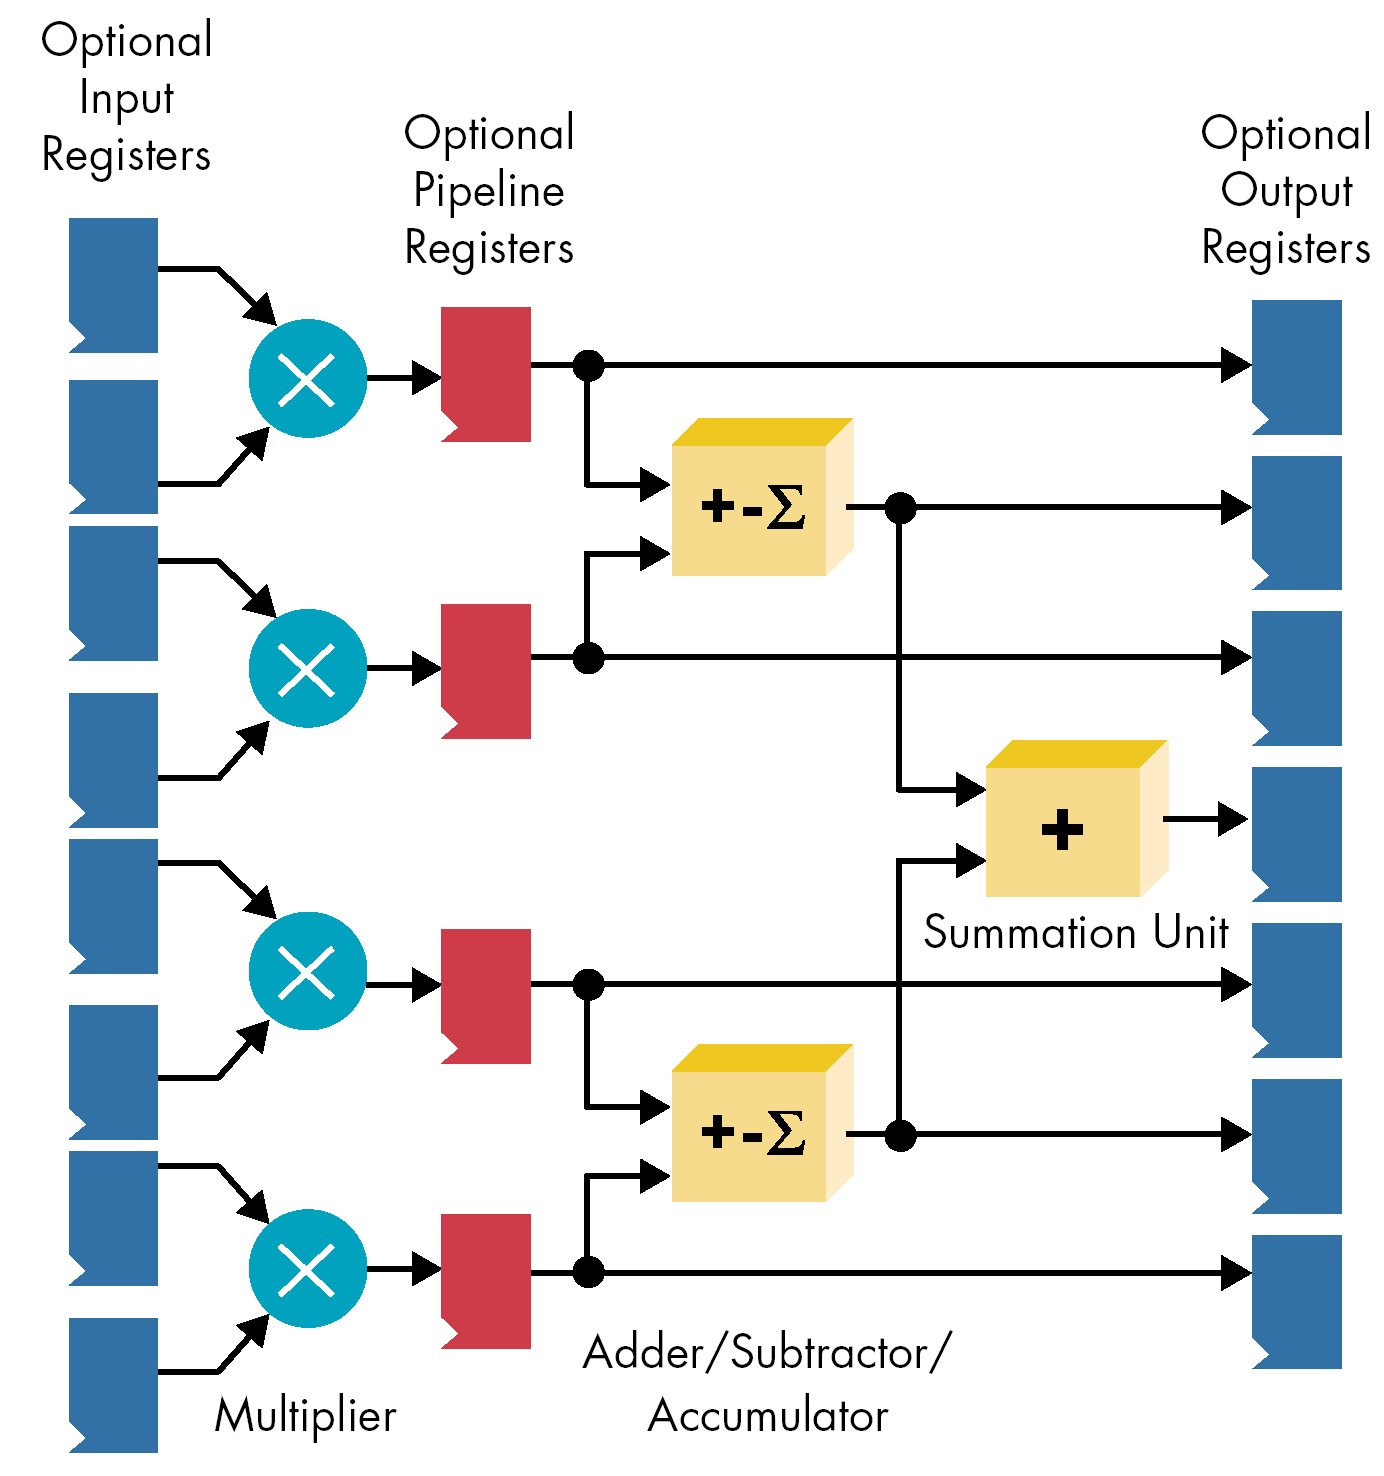 Optional
Input
Registers
Optional
Pipeline
Registers
Optional
Output
Registers
+-Σ
+
Summation Unit
+-Σ
Adder/Subtractor/
Accumulator
Multiplier